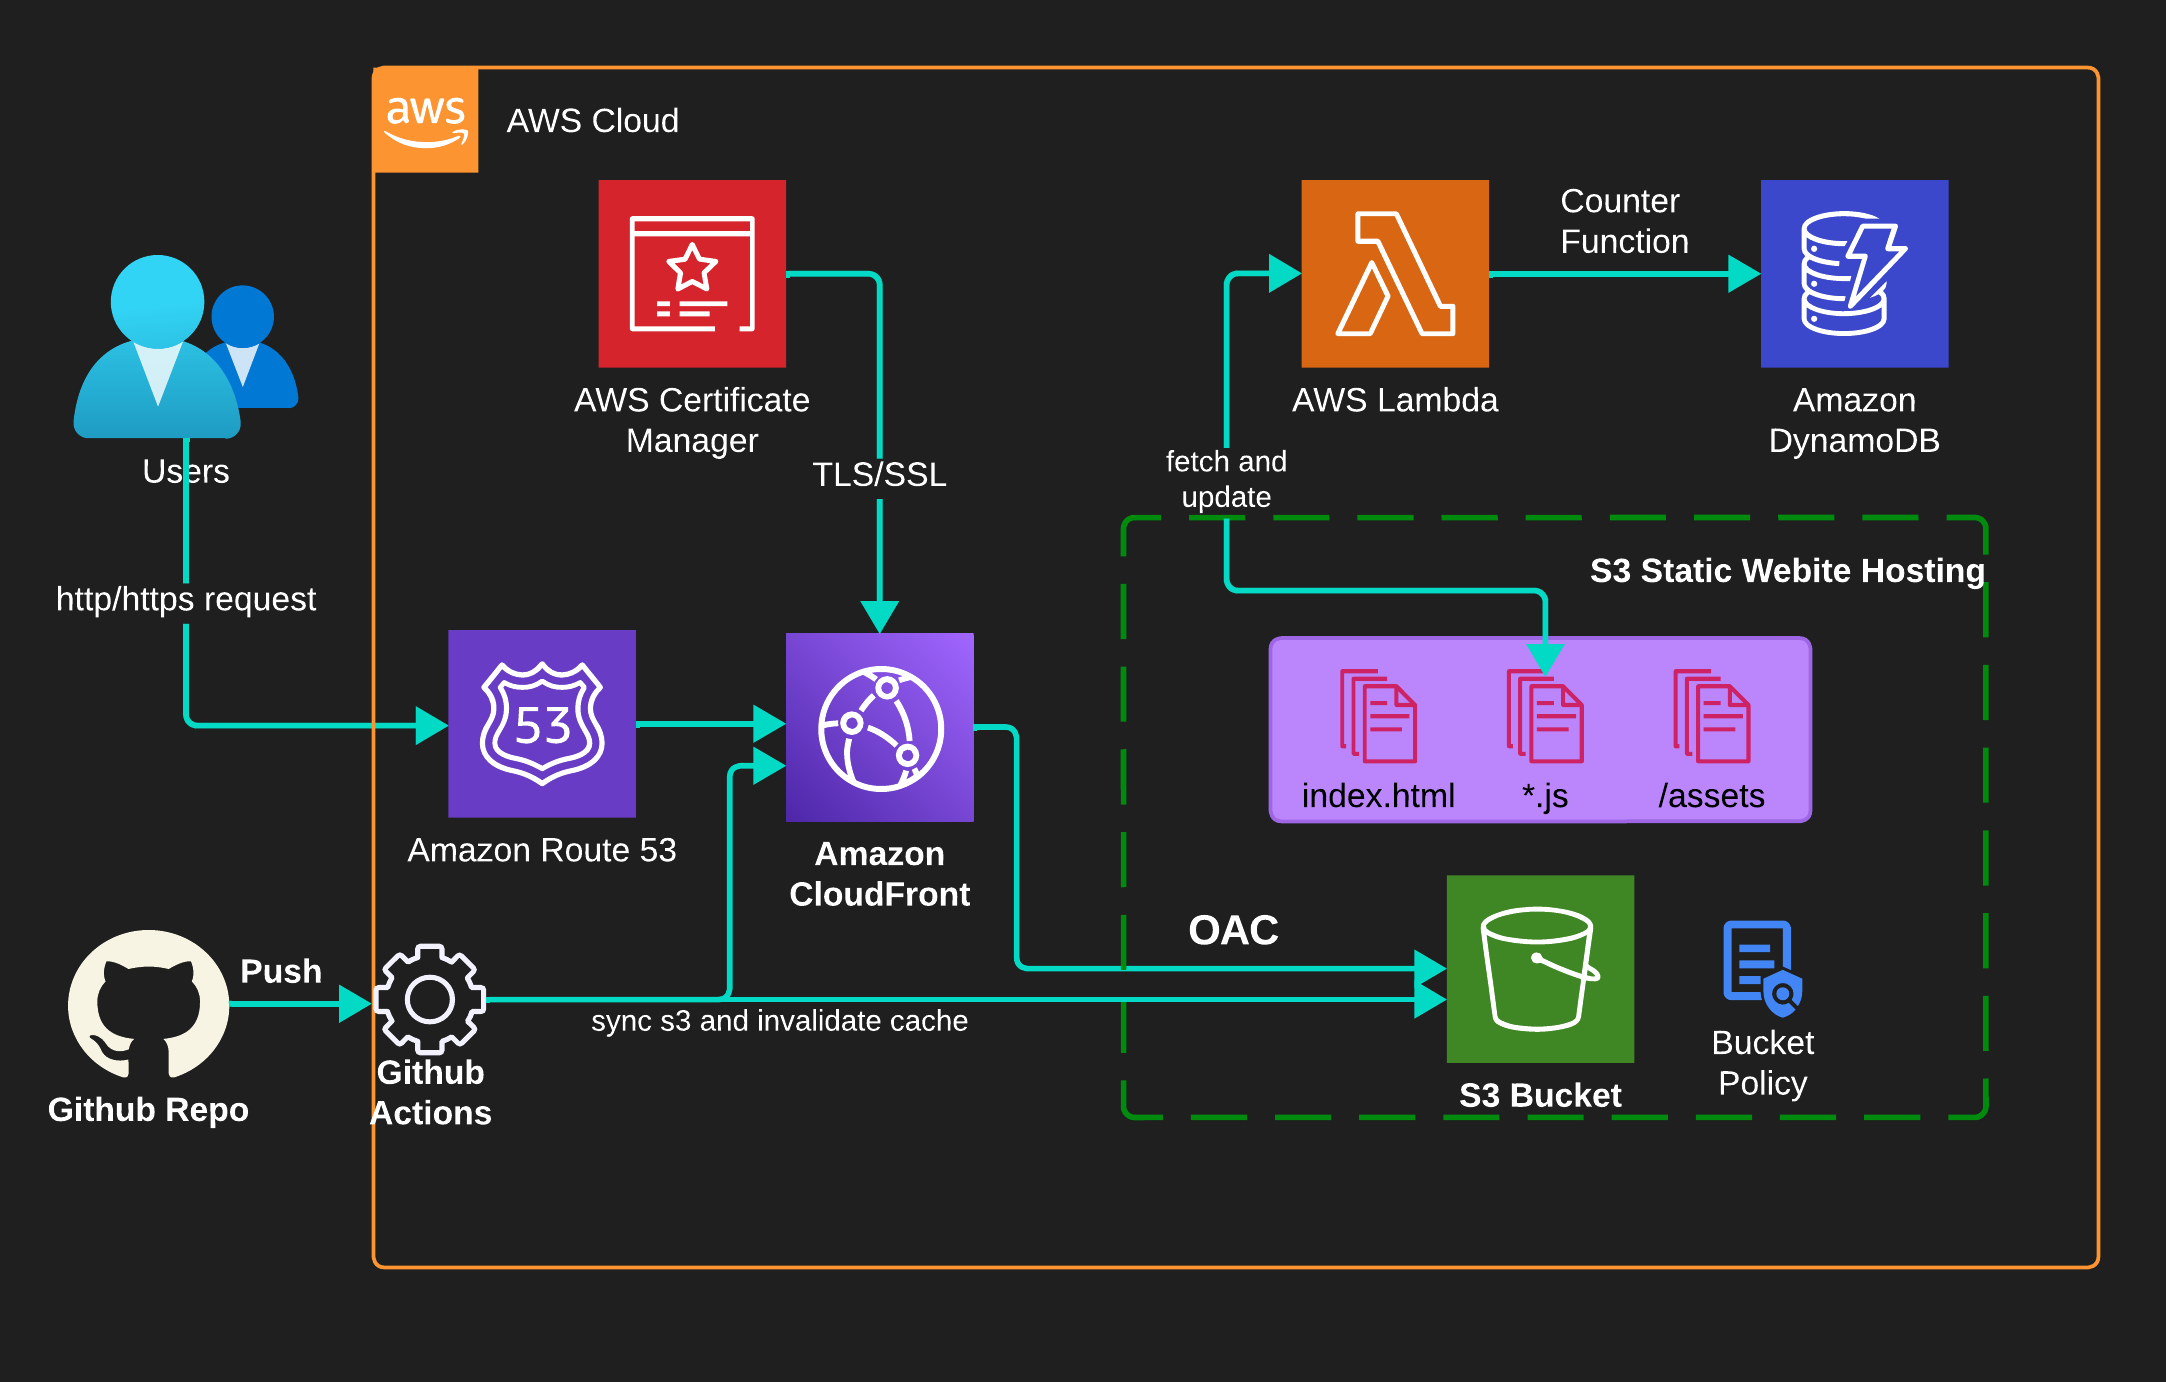 aws
AWS Cloud
Counter
Function
AWS Certificate
Manager
AWS Lambda
Amazon
DynamoDB
Users
TLS/SSL
fetch and
update
http/https request
S3 Static Webite Hosting
53
index.html
*.js
/assets
Amazon Route 53
Amazon
CloudFront
OAC
Push
sync s3 and invalidate cache
Github
Actions
Github Repo
S3 Bucket
Bucket
Policy